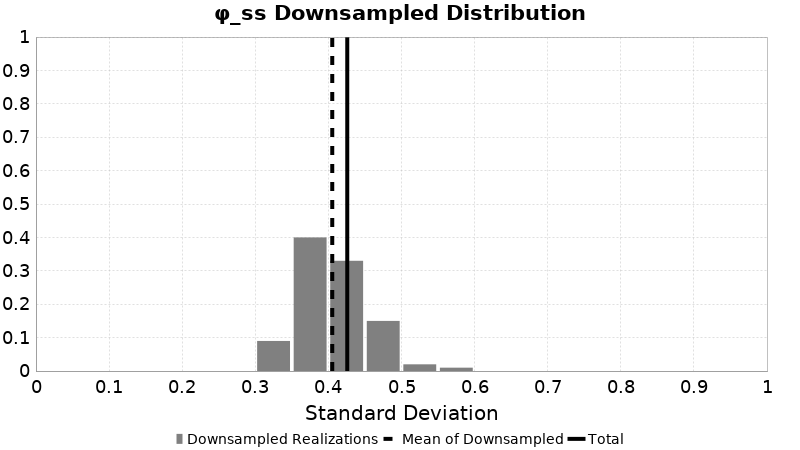 φ_ss Downsampled Distribution
1
0.9
0.8
0.7
0.6
0.5
0.4
0.3
0.2
0.1
0
0 0.1 0.2 0.3 0.4 0.5 0.6 0.7 0.8 0.9 1
Standard Deviation
Downsampled Realizations Mean of Downsampled Total